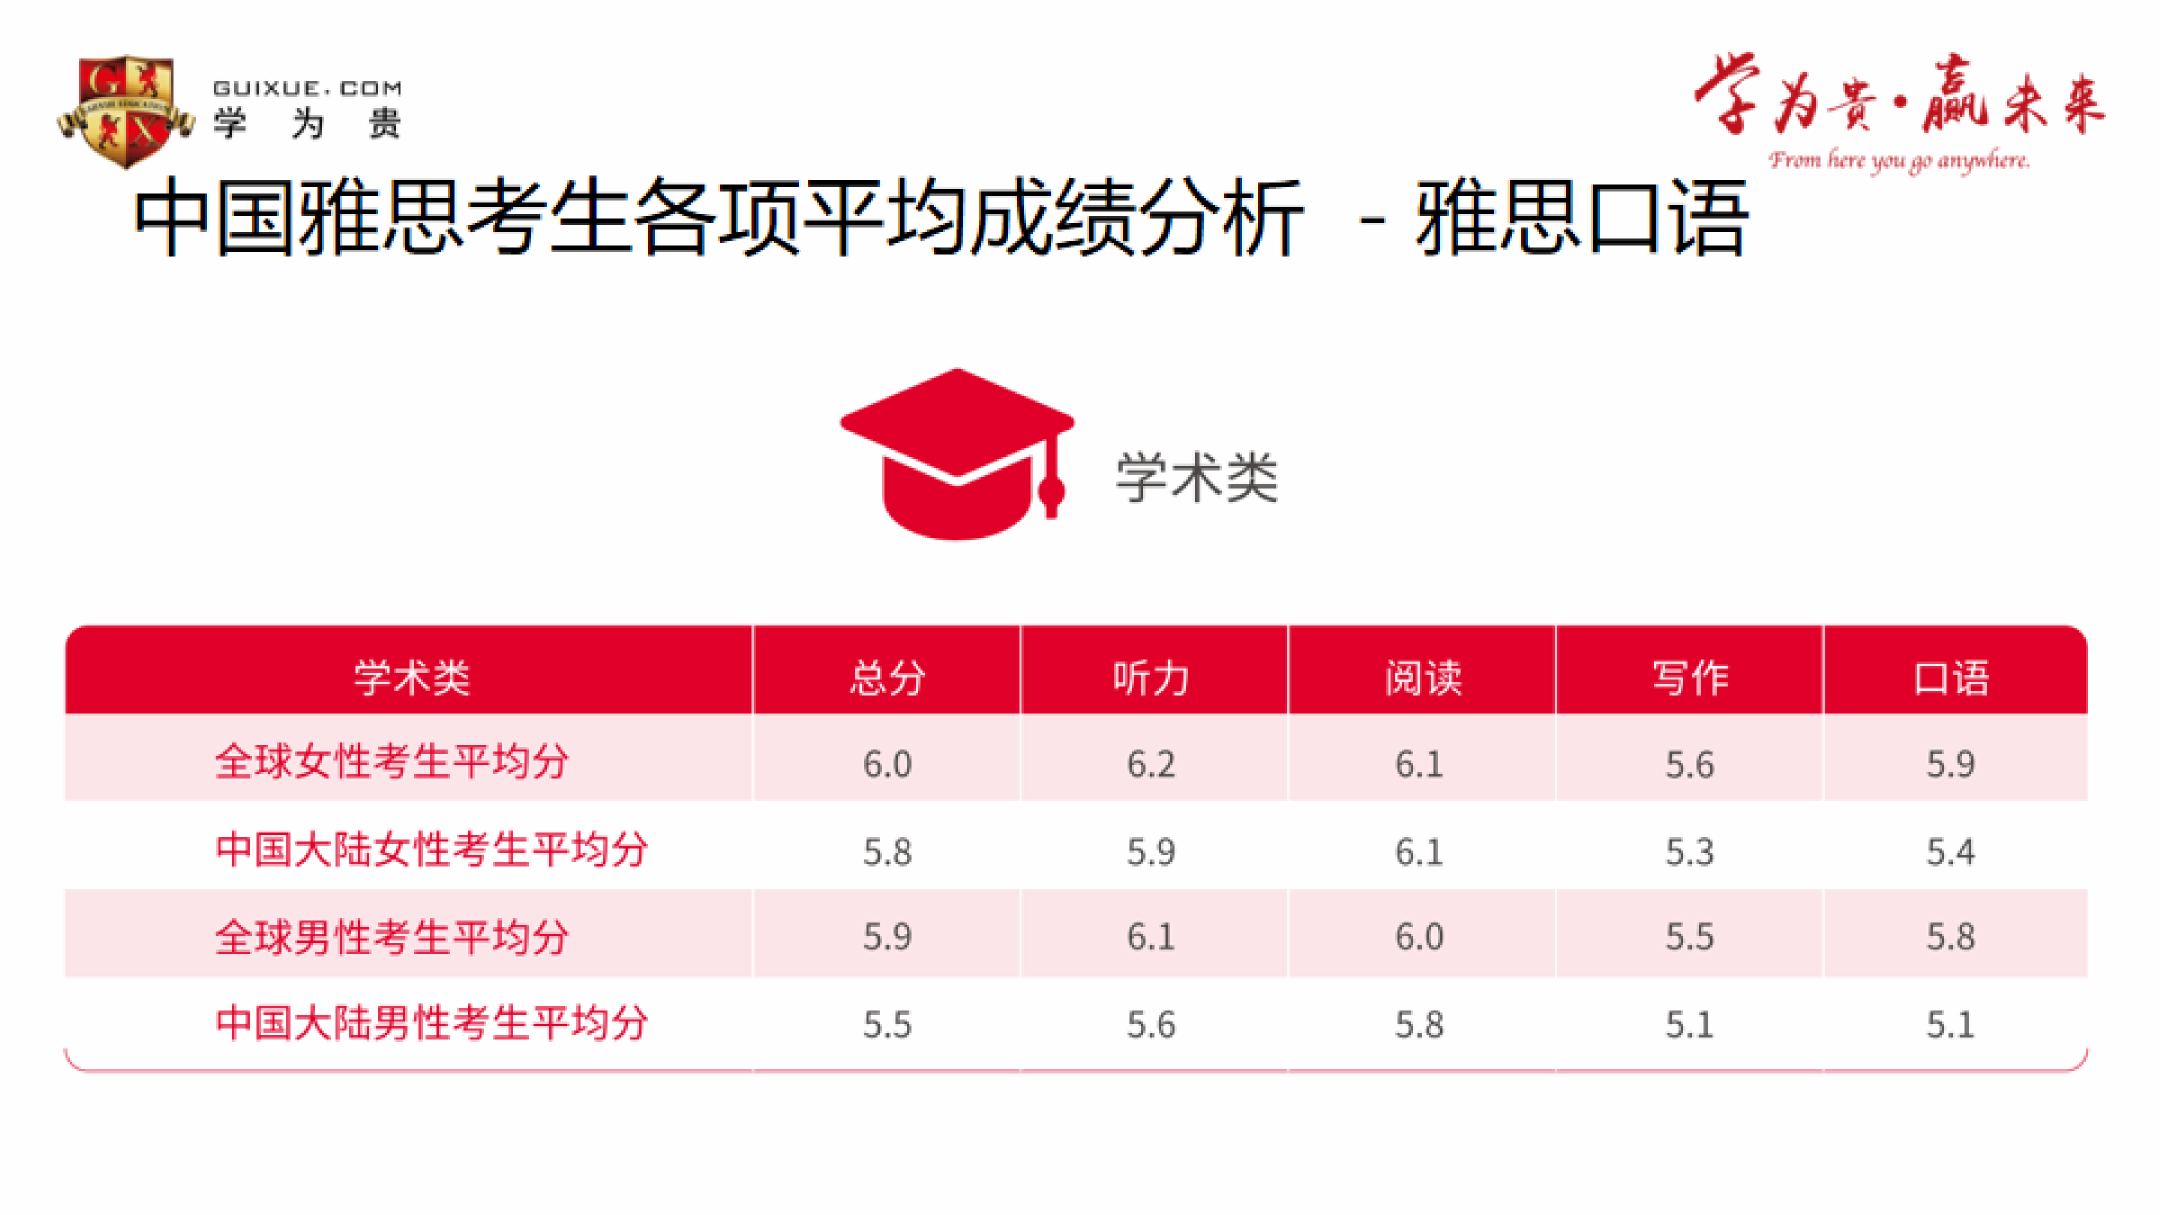 GUIXUE.COM
学为贵
学为贵·赢未来
From here you go anywhere.
中国雅思考生各项平均成绩分析 - 雅思口语
学术类
学术类 总分 听力 阅读 写作 口语
全球女性考生平均分 6.0 6.2 6.1 5.6 5.9
中国大陆女性考生平均分 5.8 5.9 6.1 5.3 5.4
全球男性考生平均分 5.9 6.1 6.0 5.5 5.8
中国大陆男性考生平均分 5.5 5.6 5.8 5.1 5.1